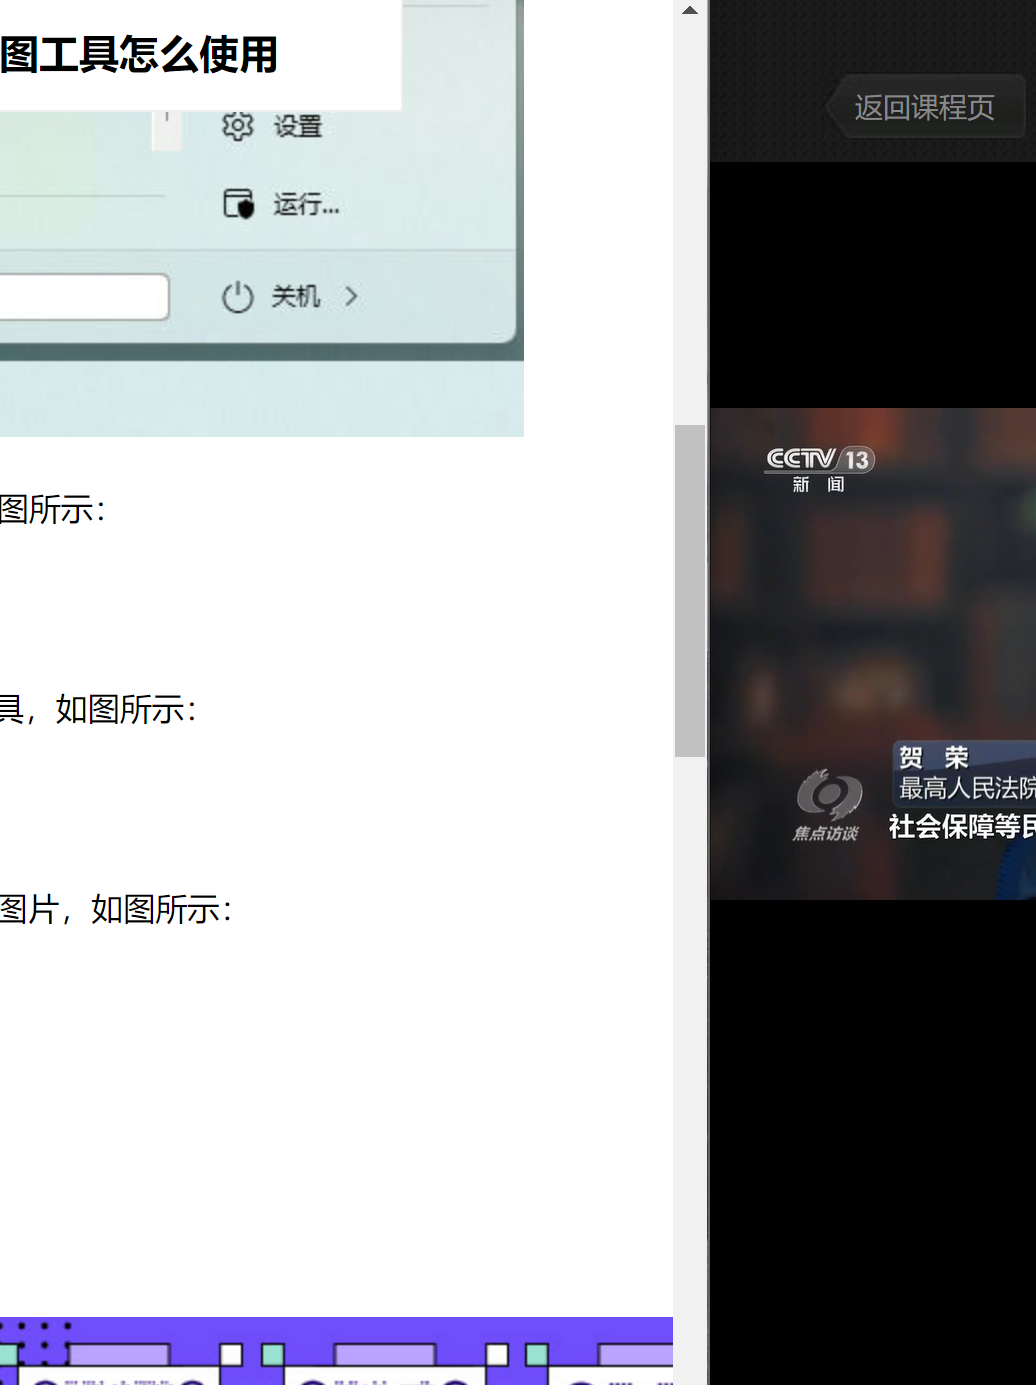 图工具怎么使用
设置
运行...
关机
图所示：
具，如图所示：
图片，如图所示：
返回课程页
CCTV 13
新闻
贺荣
最高人民法院
焦点访谈
社会保障等民